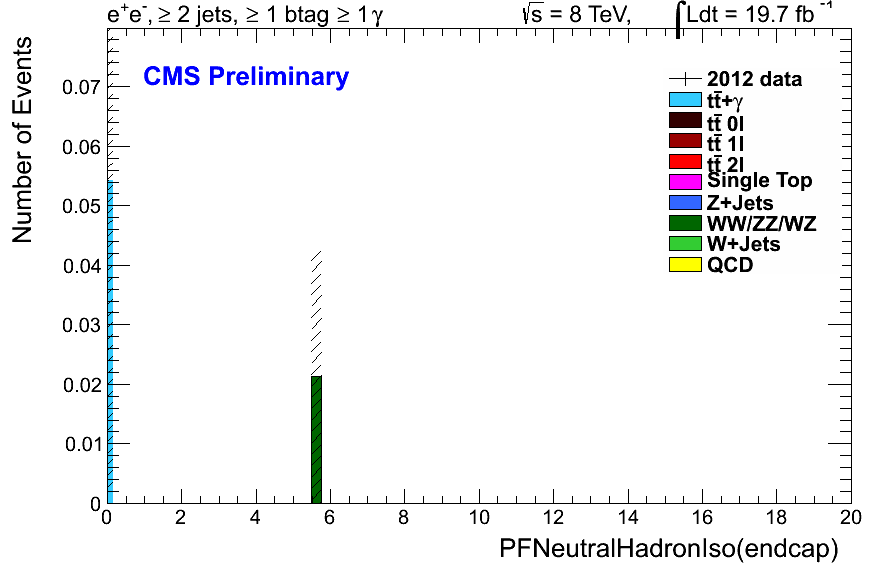 e⁺e⁻, ≥ 2 jets, ≥ 1 btag ≥ 1 γ √s = 8 TeV, ∫Ldt = 19.7 fb⁻¹
CMS Preliminary
2012 data
tt̄+γ
tt̄ 0l
tt̄ 1l
tt̄ 2l
Single Top
Z+Jets
WW/ZZ/WZ
W+Jets
QCD
Number of Events
0.07
0.06
0.05
0.04
0.03
0.02
0.01
0
0 2 4 6 8 10 12 14 16 18 20
PFNeutralHadronIso(endcap)